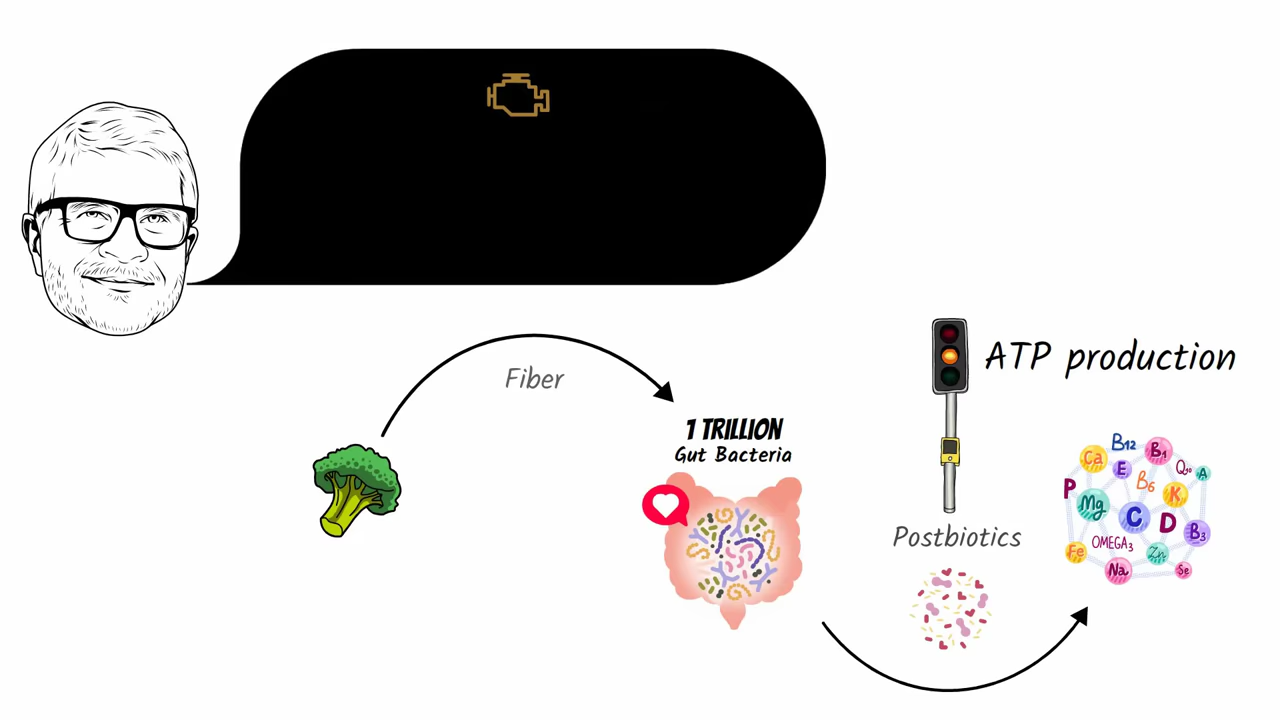 Fiber
1 TRILLION
Gut Bacteria
ATP production
Postbiotics
B12
B1
Ca
E
Q10
A
P
B6
K
Mg
C
D
B3
OMEGA3
Fe
Zn
Na
Se